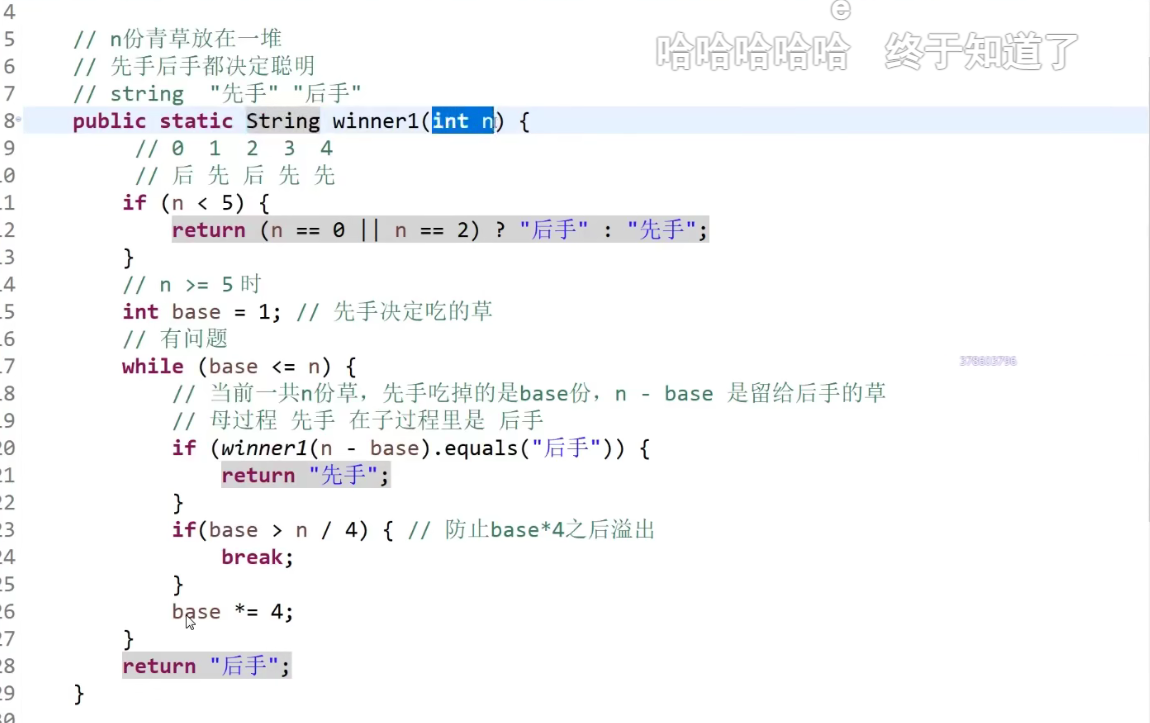 4
5 // n份青草放在一堆
6 // 先手后手都决定聪明
7 // string "先手" "后手"
8 public static String winner1(int n) {
9 // 0 1 2 3 4
10 // 后 先 后 先 先
11 if (n < 5) {
12 return (n == 0 || n == 2) ? "后手" : "先手";
13 }
14 // n >= 5 时
15 int base = 1; // 先手决定吃的草
16 // 有问题
17 while (base <= n) {
18 // 当前一共n份草，先手吃掉的是base份，n - base 是留给后手的草
19 // 母过程 先手 在子过程里是 后手
20 if (winner1(n - base).equals("后手")) {
21 return "先手";
22 }
23 if(base > n / 4) { // 防止base*4之后溢出
24 break;
25 }
26 base *= 4;
27 }
28 return "后手";
29 }
30
哈哈哈哈哈 终于知道了
378603796